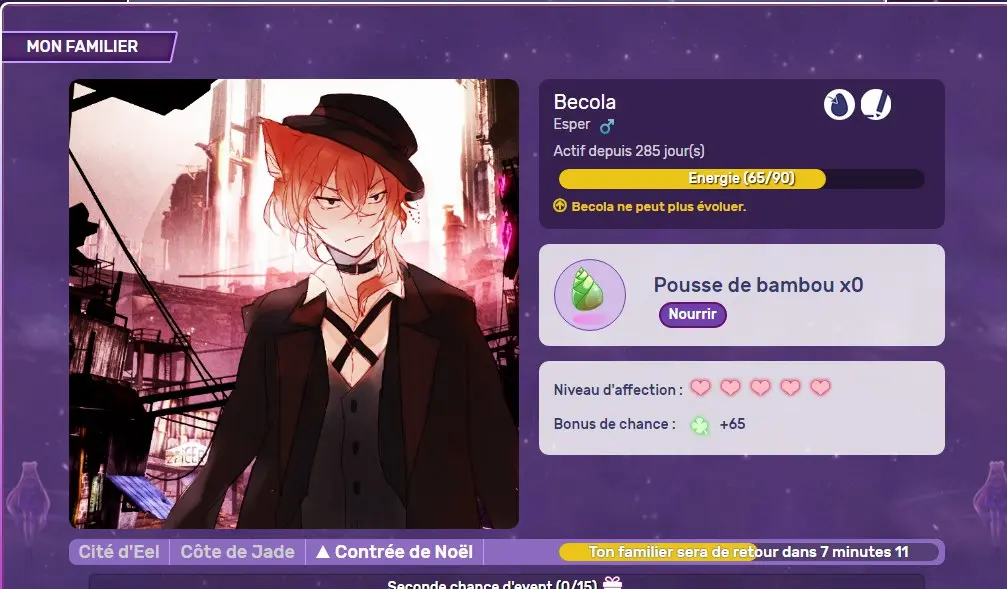 MON FAMILIER
Becola
Esper ♂
Actif depuis 285 jour(s)
Energie (65/90)
Becola ne peut plus évoluer.
Pousse de bambou x0
Nourrir
Niveau d'affection :
Bonus de chance : +65
Cité d'Eel
Côte de Jade
▲ Contrée de Noël
Ton familier sera de retour dans 7 minutes 11
Seconde chance d'event (0/15)